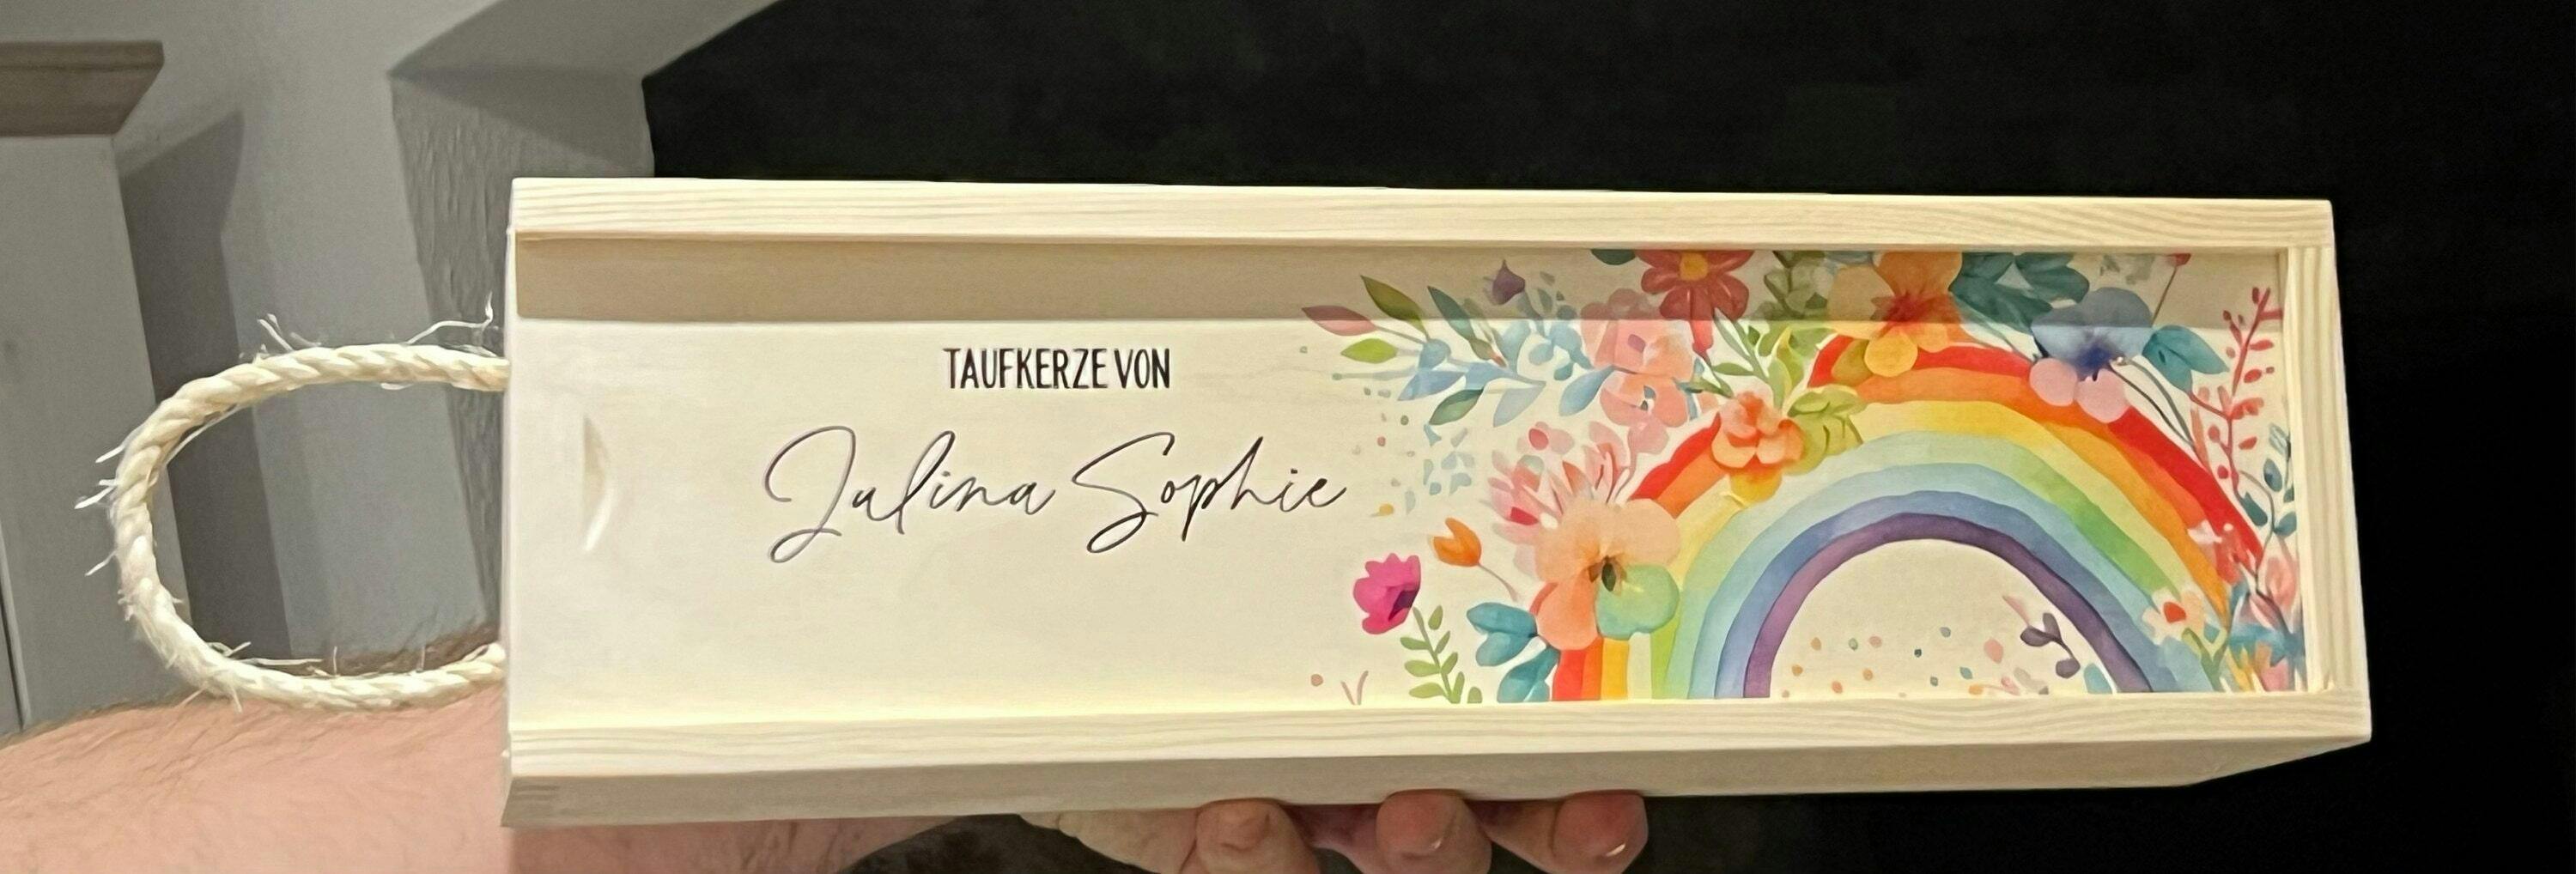 TAUFKERZE VON
Julina Sophie